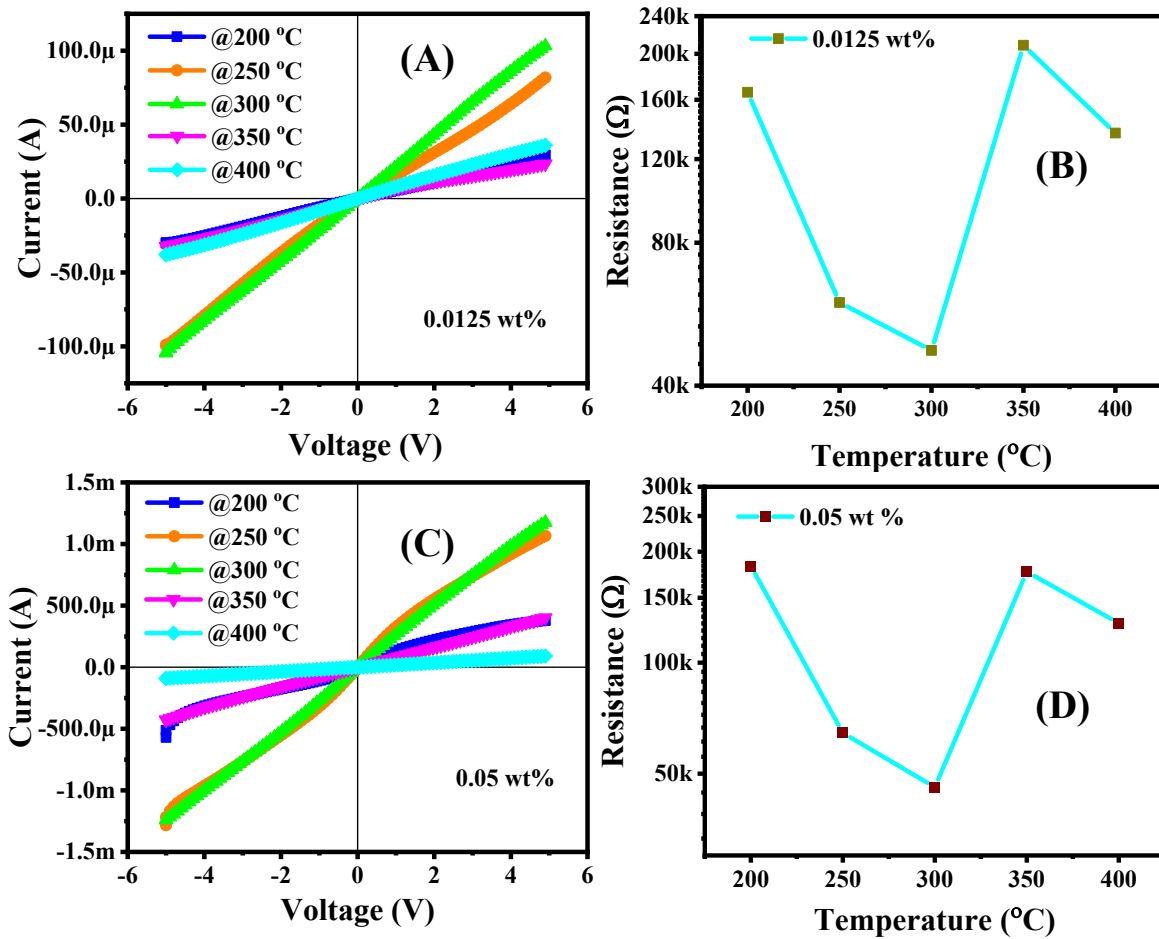 100.0μ
50.0μ
0.0
-50.0μ
-100.0μ
Current (A)
@200 ºC
@250 ºC
@300 ºC
@350 ºC
@400 ºC
(A)
0.0125 wt%
-6 -4 -2 0 2 4 6
Voltage (V)
240k
200k
160k
120k
80k
40k
Resistance (Ω)
0.0125 wt%
(B)
200 250 300 350 400
Temperature (ºC)
1.5m
1.0m
500.0μ
0.0
-500.0μ
-1.0m
-1.5m
Current (A)
@200 ºC
@250 ºC
@300 ºC
@350 ºC
@400 ºC
(C)
0.05 wt%
-6 -4 -2 0 2 4 6
Voltage (V)
300k
250k
200k
150k
100k
50k
Resistance (Ω)
0.05 wt %
(D)
200 250 300 350 400
Temperature (ºC)